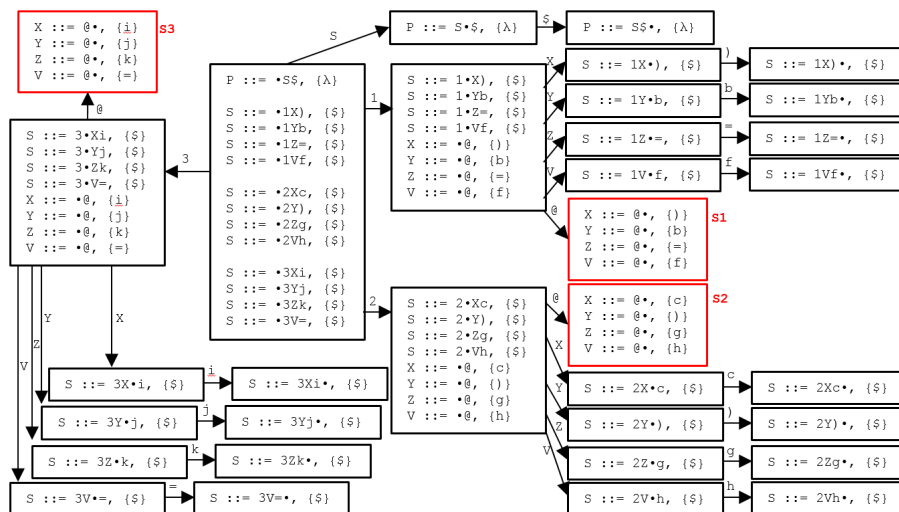 X ::= @•, {i}
Y ::= @•, {j}
Z ::= @•, {k}
V ::= @•, {=}
S3
@
S ::= 3•Xi, {$}
S ::= 3•Yj, {$}
S ::= 3•Zk, {$}
S ::= 3•V=, {$}
X ::= •@, {i}
Y ::= •@, {j}
Z ::= •@, {k}
V ::= •@, {=}
3
P ::= •S$, {λ}
S ::= •1X), {$}
S ::= •1Yb, {$}
S ::= •1Z=, {$}
S ::= •1Vf, {$}
S ::= •2Xc, {$}
S ::= •2Y), {$}
S ::= •2Zg, {$}
S ::= •2Vh, {$}
S ::= •3Xi, {$}
S ::= •3Yj, {$}
S ::= •3Zk, {$}
S ::= •3V=, {$}
S
P ::= S•$, {λ}
$
P ::= S$•, {λ}
1
S ::= 1•X), {$}
S ::= 1•Yb, {$}
S ::= 1•Z=, {$}
S ::= 1•Vf, {$}
X ::= •@, {)}
Y ::= •@, {b}
Z ::= •@, {=}
V ::= •@, {f}
X
S ::= 1X•), {$}
)
S ::= 1X)•, {$}
Y
S ::= 1Y•b, {$}
b
S ::= 1Yb•, {$}
Z
S ::= 1Z•=, {$}
=
S ::= 1Z=•, {$}
V
S ::= 1V•f, {$}
f
S ::= 1Vf•, {$}
@
X ::= @•, {)}
Y ::= @•, {b}
Z ::= @•, {=}
V ::= @•, {f}
S1
2
S ::= 2•Xc, {$}
S ::= 2•Y), {$}
S ::= 2•Zg, {$}
S ::= 2•Vh, {$}
X ::= •@, {c}
Y ::= •@, {)}
Z ::= •@, {g}
V ::= •@, {h}
@
X ::= @•, {c}
Y ::= @•, {)}
Z ::= @•, {g}
V ::= @•, {h}
S2
X
S ::= 2X•c, {$}
c
S ::= 2Xc•, {$}
Y
S ::= 2Y•), {$}
)
S ::= 2Y)•, {$}
Z
S ::= 2Z•g, {$}
g
S ::= 2Zg•, {$}
V
S ::= 2V•h, {$}
h
S ::= 2Vh•, {$}
X
S ::= 3X•i, {$}
i
S ::= 3Xi•, {$}
Y
S ::= 3Y•j, {$}
j
S ::= 3Yj•, {$}
Z
S ::= 3Z•k, {$}
k
S ::= 3Zk•, {$}
V
S ::= 3V•=, {$}
=
S ::= 3V=•, {$}